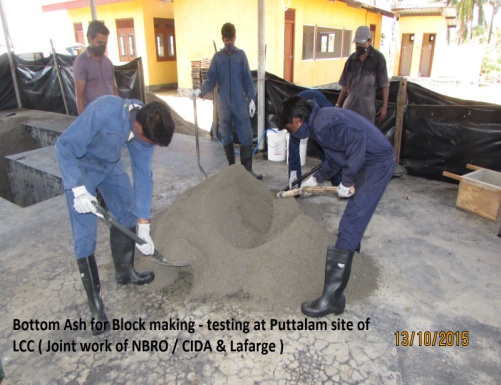 Bottom Ash for Block making - testing at Puttalam site of
LCC ( Joint work of NBRO / CIDA & Lafarge )
13/10/2015